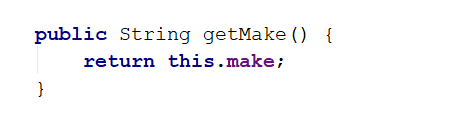 public String getMake() {
    return this.make;
}